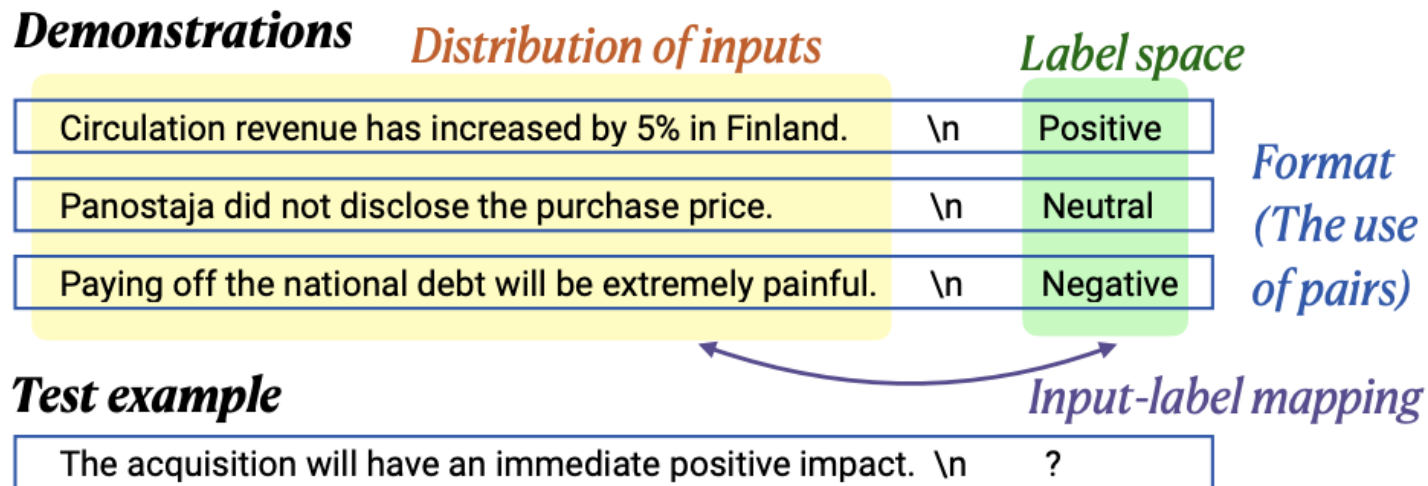 Demonstrations
Distribution of inputs
Label space
Circulation revenue has increased by 5% in Finland. \n Positive
Panostaja did not disclose the purchase price. \n Neutral
Paying off the national debt will be extremely painful. \n Negative
Format
(The use
of pairs)
Test example
Input-label mapping
The acquisition will have an immediate positive impact. \n ?